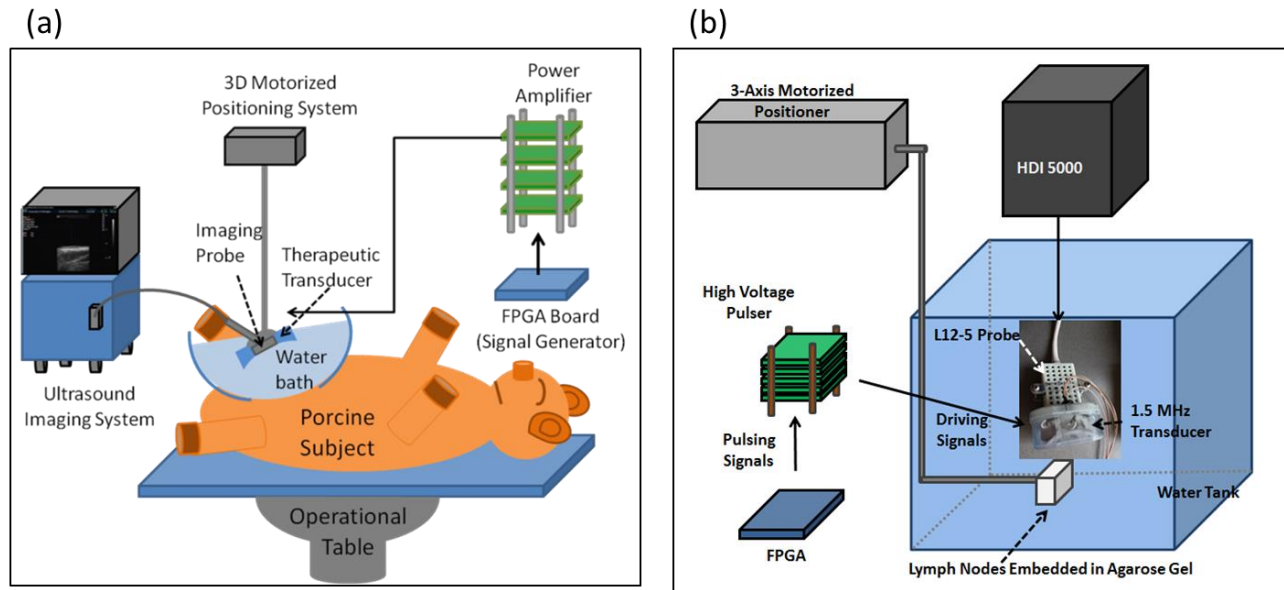 (a)
3D Motorized
Positioning System
Power
Amplifier
Imaging
Probe
Therapeutic
Transducer
FPGA Board
(Signal Generator)
Water
bath
Ultrasound
Imaging System
Porcine
Subject
Operational
Table
(b)
3-Axis Motorized
Positioner
HDI 5000
High Voltage
Pulser
L12-5 Probe
1.5 MHz
Transducer
Driving
Signals
Pulsing
Signals
Water Tank
FPGA
Lymph Nodes Embedded in Agarose Gel